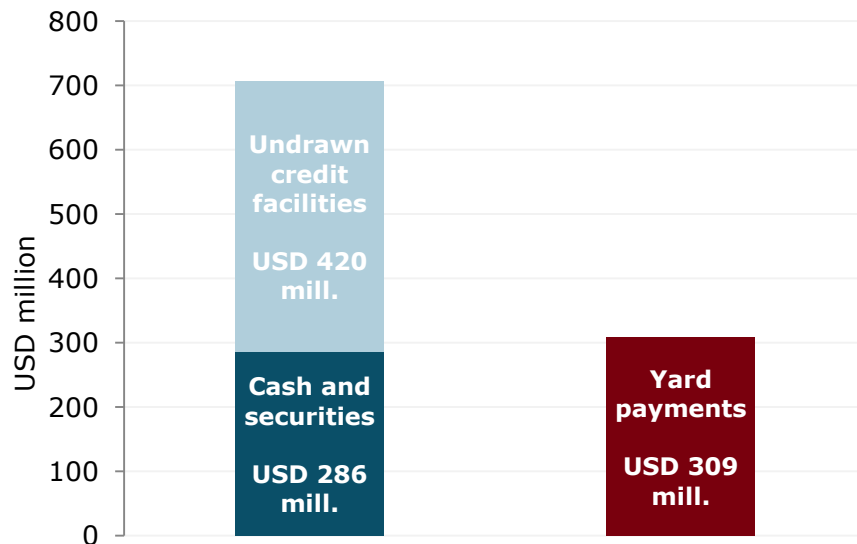 800
700
600
500
400
300
200
100
0
USD million
Undrawn
credit
facilities
USD 420
mill.
Cash and
securities
USD 286
mill.
Yard
payments
USD 309
mill.